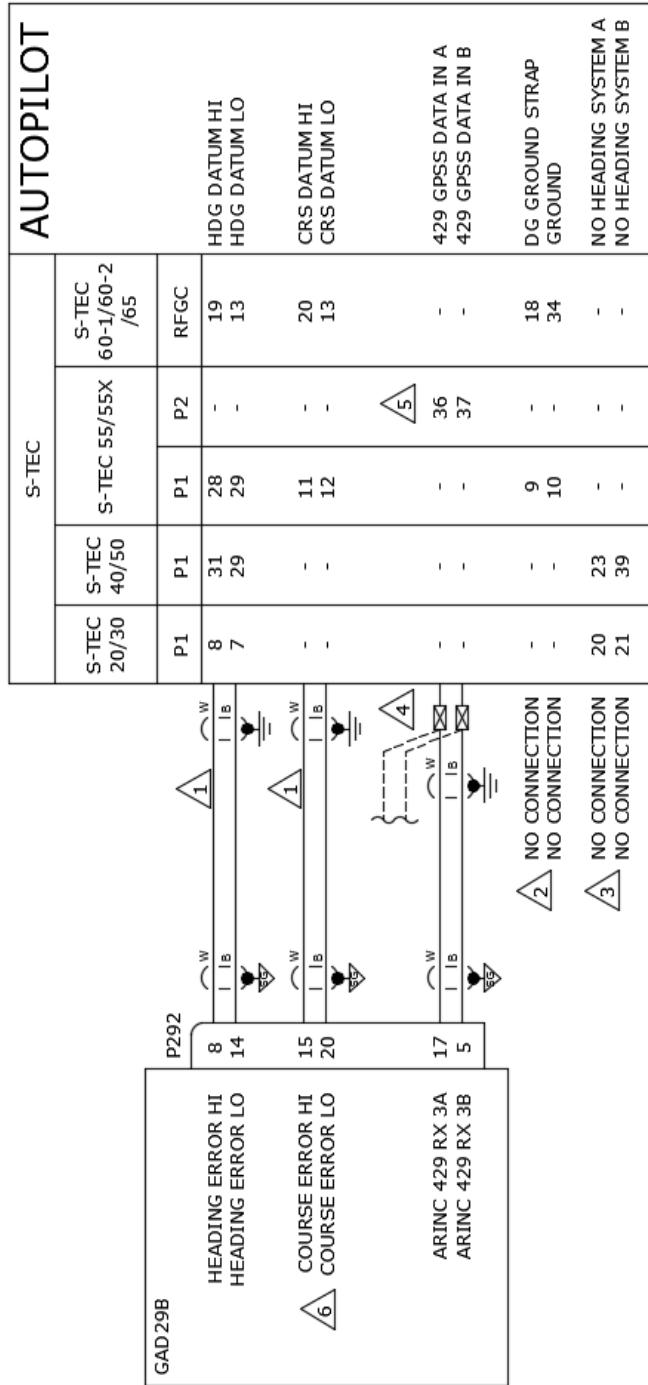 AUTOPILOT
S-TEC
S-TEC 20/30
S-TEC 40/50
S-TEC 55/55X
S-TEC 60-1/60-2 /65
P1 P1 P1 P2 RFGC
GAD29B
P292
HEADING ERROR HI 8 W 1 W 8 31 28 - 19 HDG DATUM HI
HEADING ERROR LO 14 B B 7 29 29 - 13 HDG DATUM LO
SG
COURSE ERROR HI 15 W 1 W - - 11 - 20 CRS DATUM HI
6 COURSE ERROR LO 20 B B - - 12 - 13 CRS DATUM LO
SG
4 5
ARINC 429 RX 3A 17 W W - - - 36 - 429 GPSS DATA IN A
ARINC 429 RX 3B 5 B B - - - 37 - 429 GPSS DATA IN B
SG
2 NO CONNECTION - - 9 - 18 DG GROUND STRAP
NO CONNECTION - - 10 - 34 GROUND
3 NO CONNECTION 20 23 - - - NO HEADING SYSTEM A
NO CONNECTION 21 39 - - - NO HEADING SYSTEM B